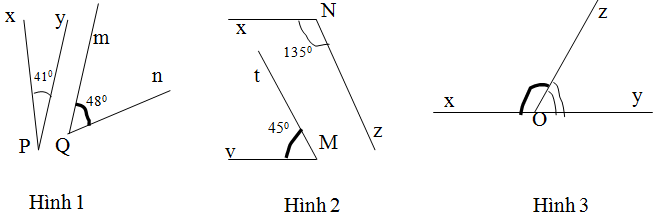 x y m 41⁰ n 48⁰ P Q
N x 135⁰ t 45⁰ M v z
z x O y
Hình 1 Hình 2 Hình 3